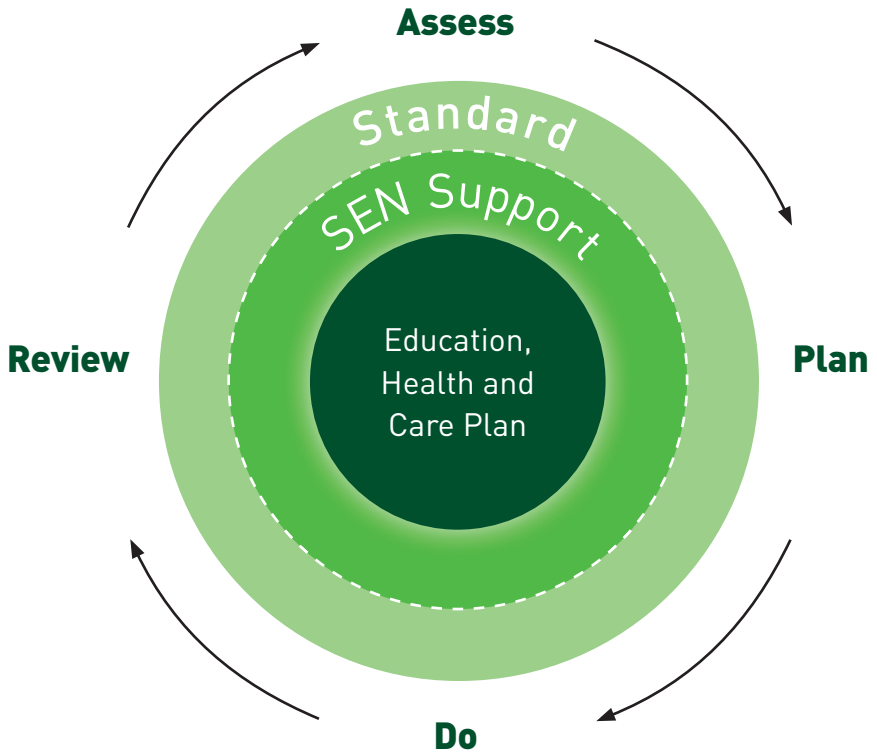 Assess
Standard
SEN Support
Education,
Health and
Care Plan
Review
Plan
Do